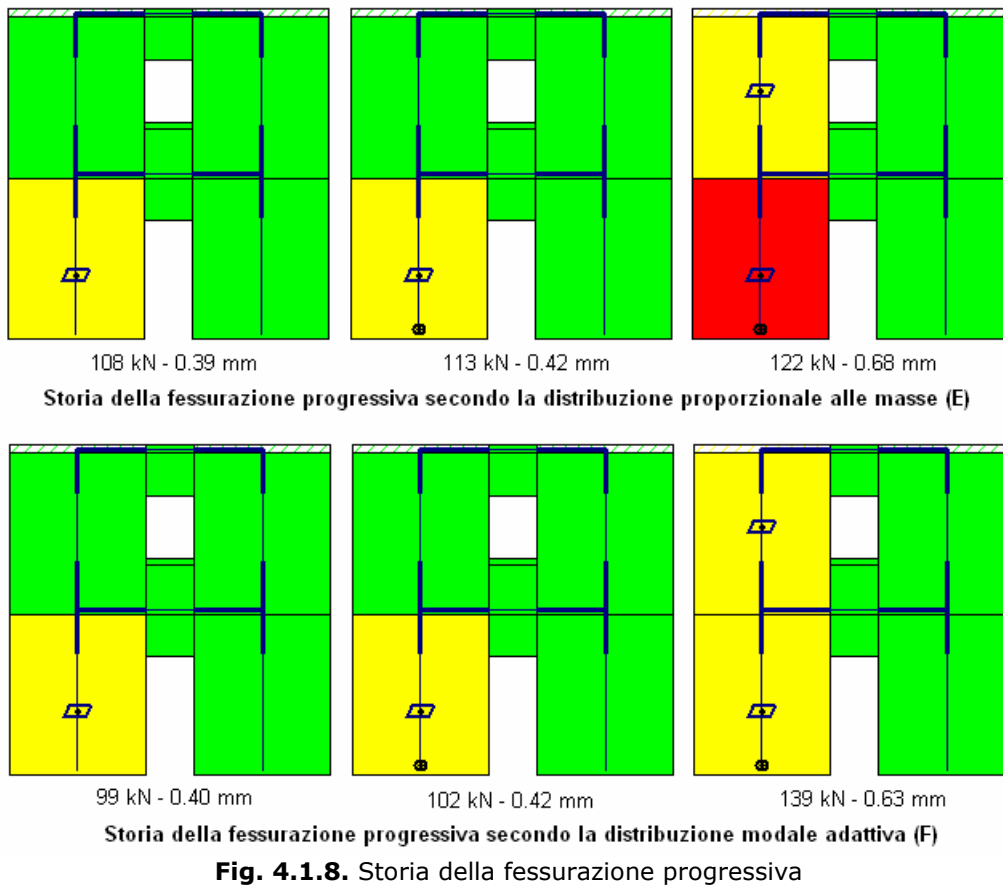 108 kN - 0.39 mm 113 kN - 0.42 mm 122 kN - 0.68 mm
Storia della fessurazione progressiva secondo la distribuzione proporzionale alle masse (E)
99 kN - 0.40 mm 102 kN - 0.42 mm 139 kN - 0.63 mm
Storia della fessurazione progressiva secondo la distribuzione modale adattiva (F)
Fig. 4.1.8. Storia della fessurazione progressiva